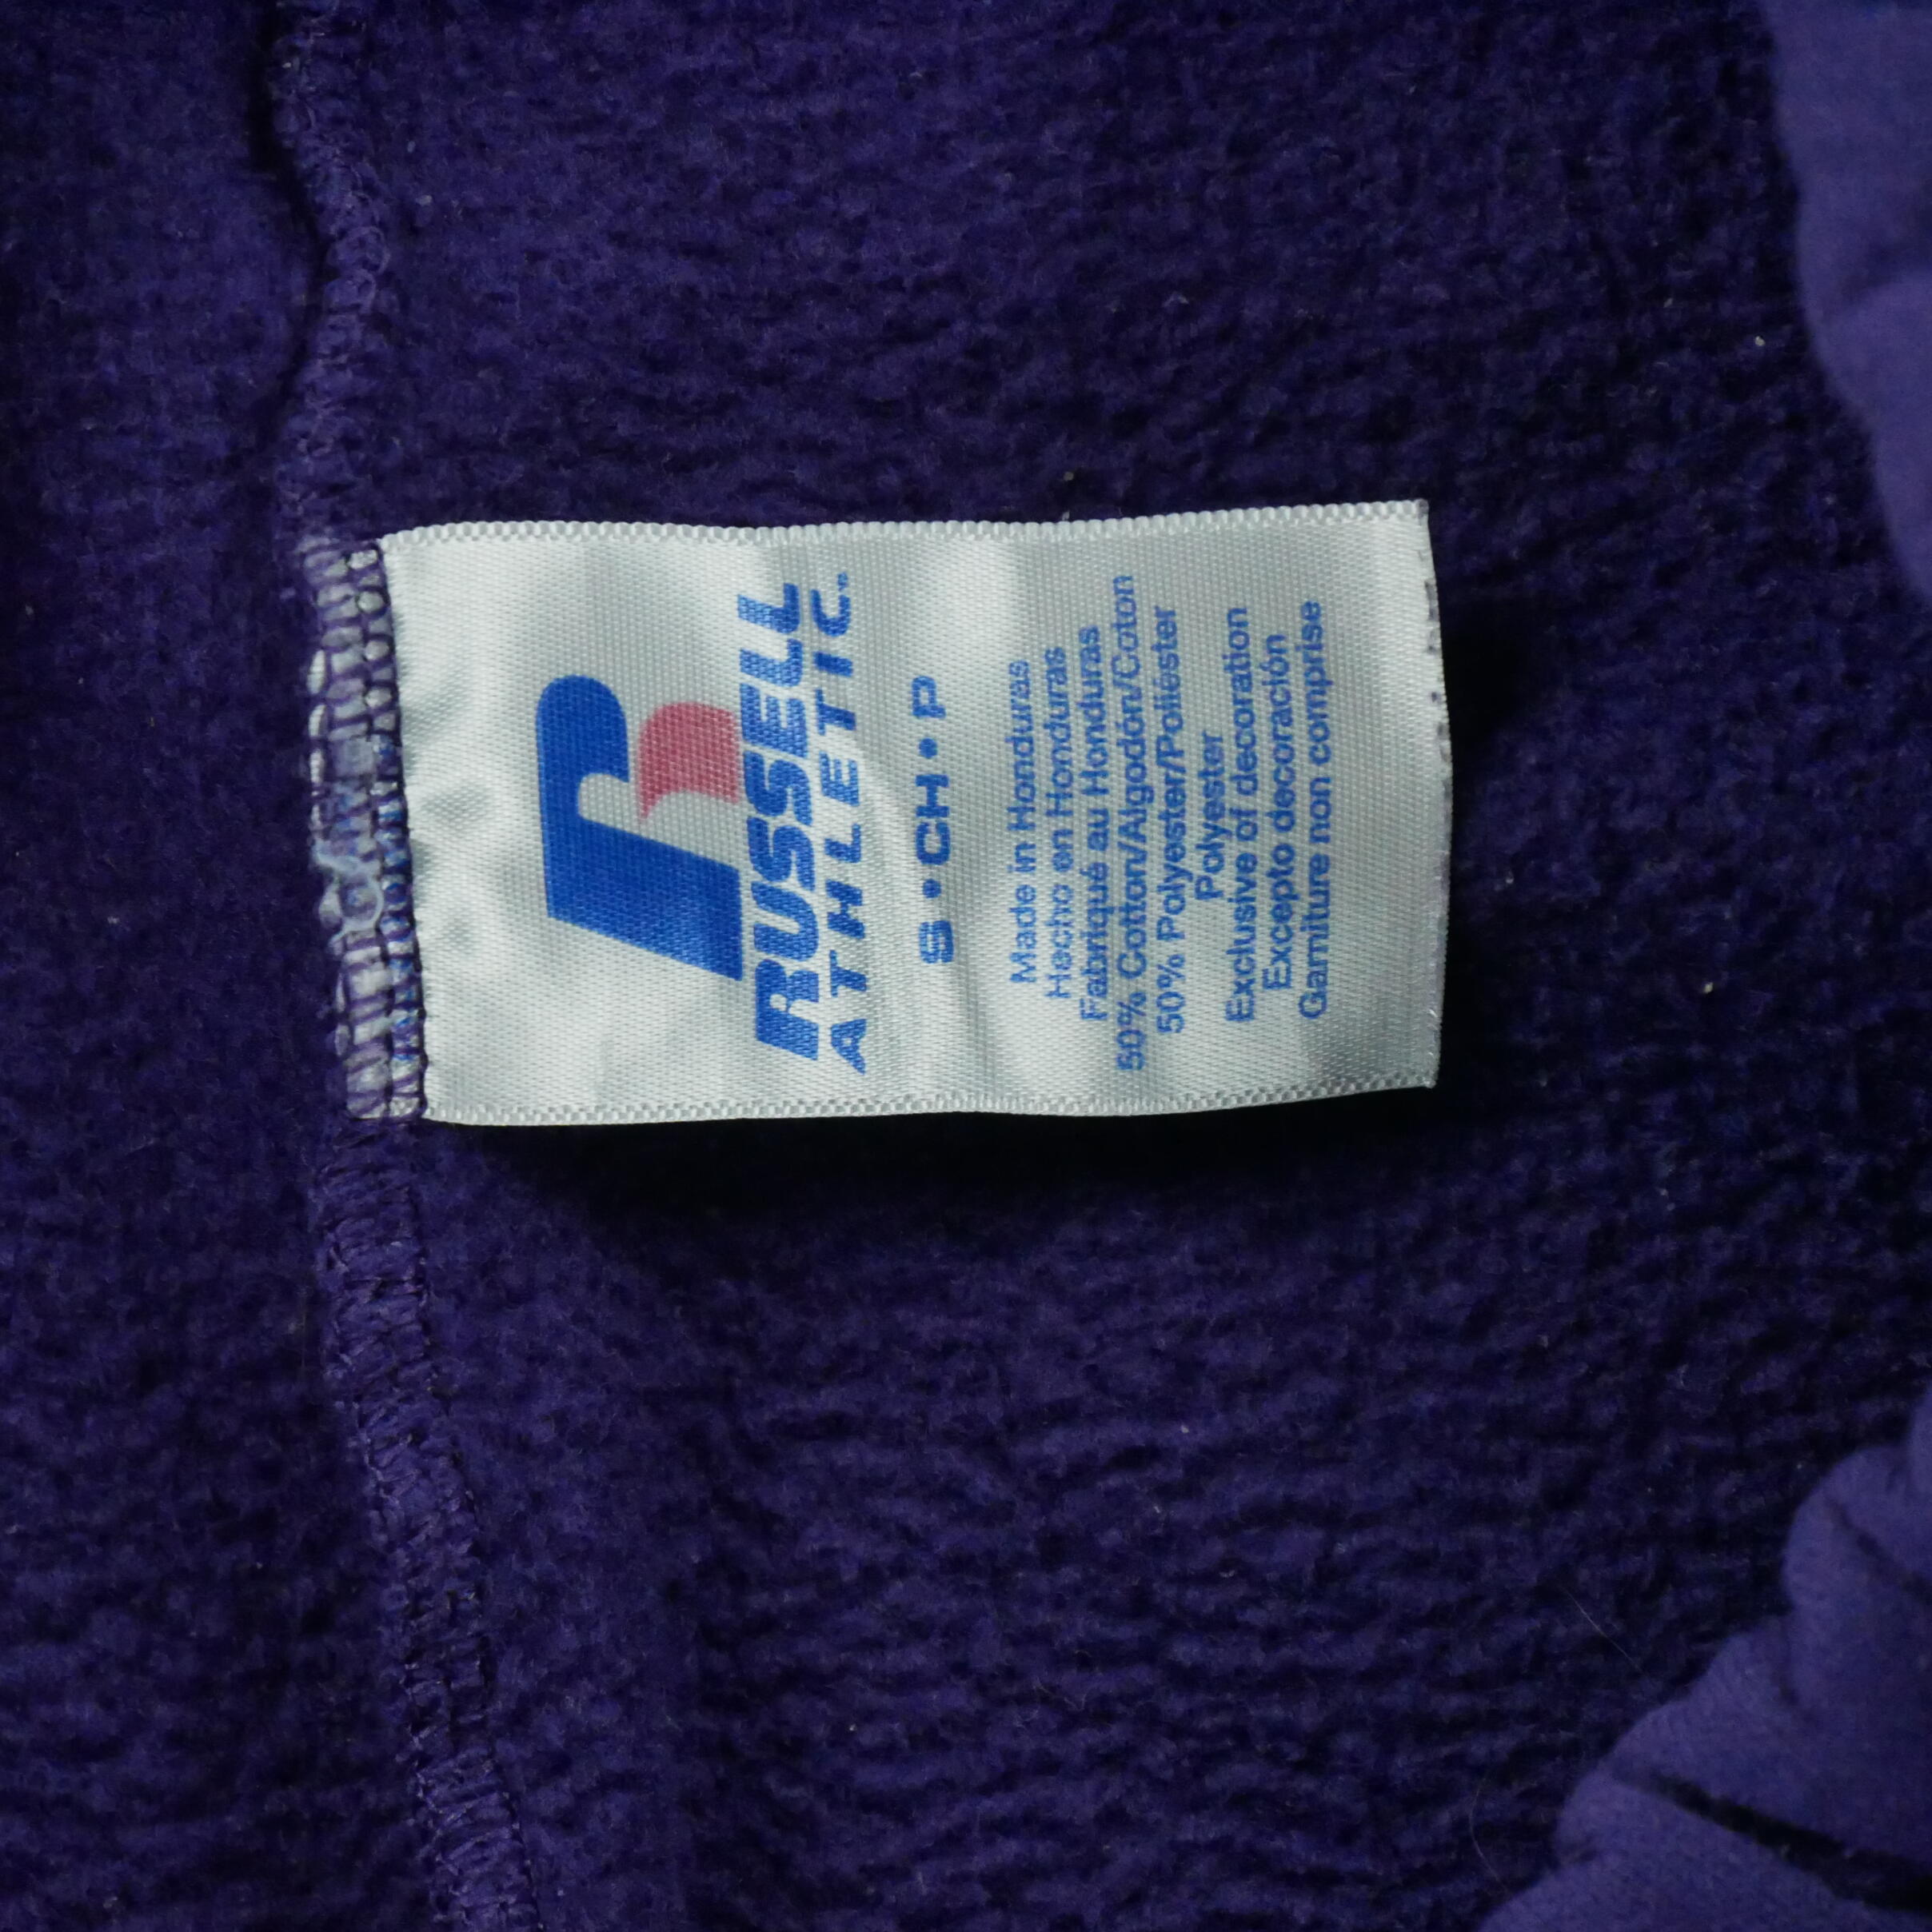 RUSSELL
ATHLETIC.
S•CH•P
Made in Honduras
Hecho en Honduras
Fabriqué au Honduras
50% Cotton/Algodón/Coton
50% Polyester/Poliéster
Polyester
Exclusive of decoration
Excepto decoración
Garniture non comprise